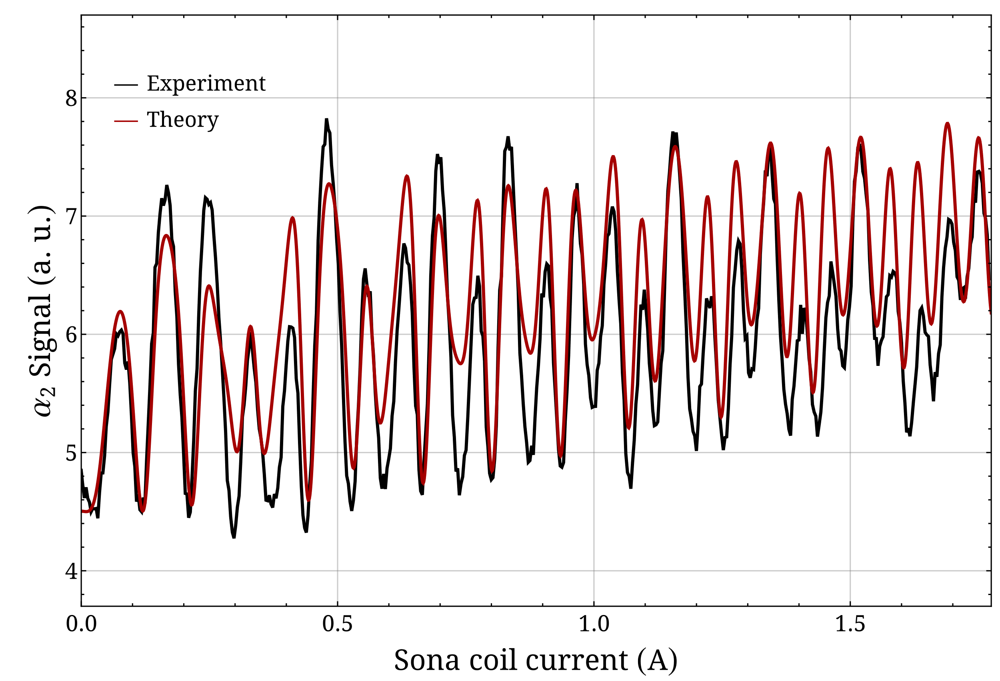 Experiment
Theory
α₂ Signal (a. u.)
8
7
6
5
4
0.0 0.5 1.0 1.5
Sona coil current (A)